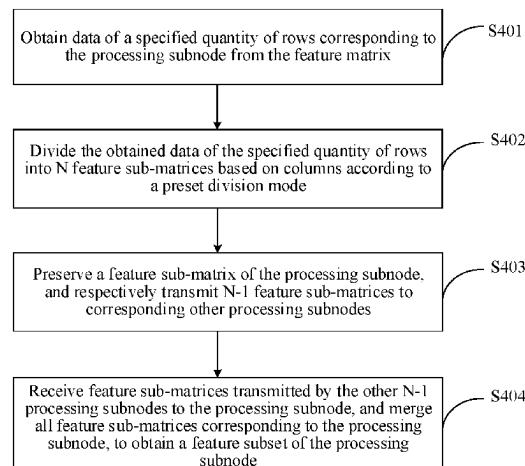 Obtain data of a specified quantity of rows corresponding to
the processing subnode from the feature matrix
S401
Divide the obtained data of the specified quantity of rows
into N feature sub-matrices based on columns according to
a preset division mode
S402
Preserve a feature sub-matrix of the processing subnode,
and respectively transmit N-1 feature sub-matrices to
corresponding other processing subnodes
S403
Receive feature sub-matrices transmitted by the other N-1
processing subnodes to the processing subnode, and merge
all feature sub-matrices corresponding to the processing
subnode, to obtain a feature subset of the processing
subnode
S404